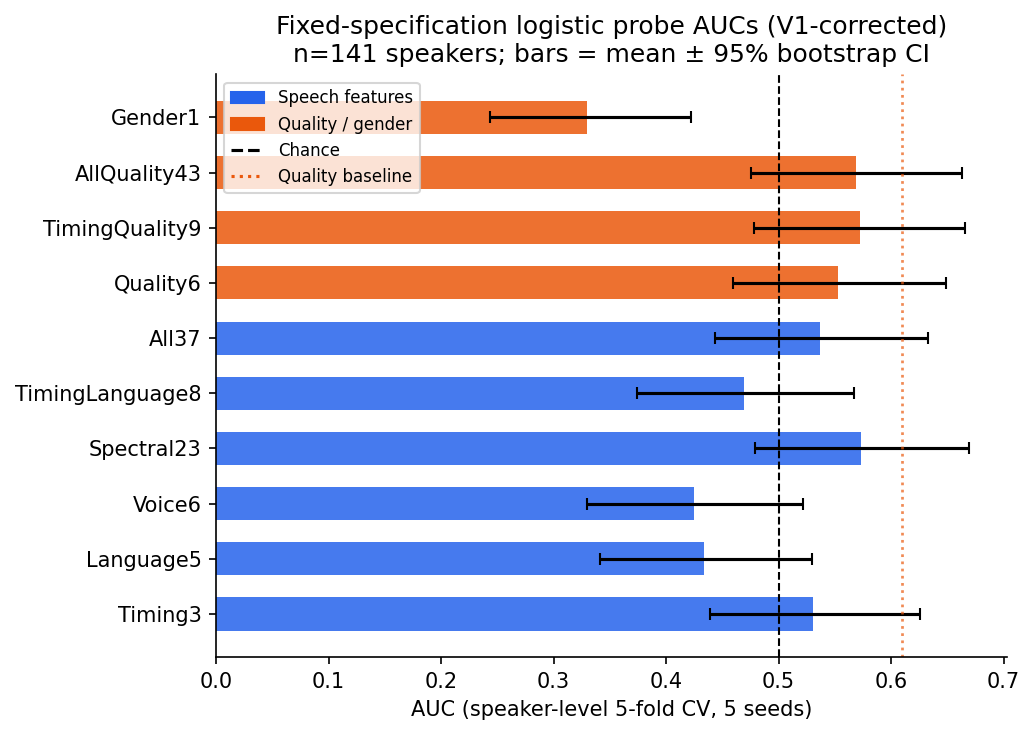 Fixed-specification logistic probe AUCs (V1-corrected)
n=141 speakers; bars = mean ± 95% bootstrap CI
Speech features
Quality / gender
Chance
Quality baseline
Gender1
AllQuality43
TimingQuality9
Quality6
All37
TimingLanguage8
Spectral23
Voice6
Language5
Timing3
0.0 0.1 0.2 0.3 0.4 0.5 0.6 0.7
AUC (speaker-level 5-fold CV, 5 seeds)